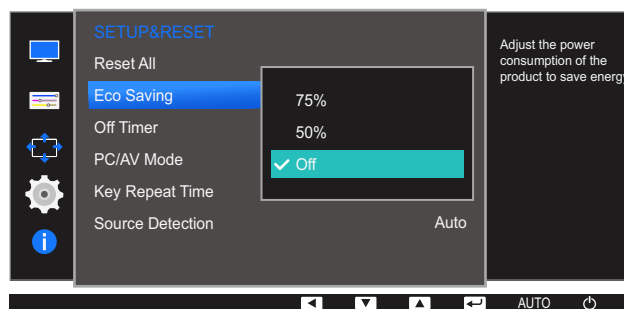 SETUP&RESET
Reset All
Eco Saving
Off Timer
PC/AV Mode
Key Repeat Time
Source Detection
Auto
75%
50%
Off
Adjust the power
consumption of the
product to save energy
AUTO